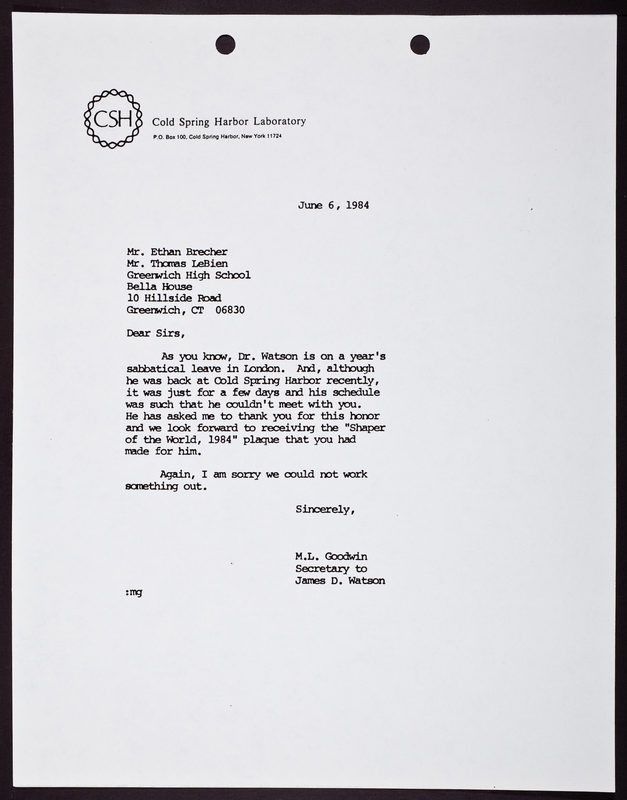 CSH
Cold Spring Harbor Laboratory
P.O. Box 100, Cold Spring Harbor, New York 11724
June 6, 1984
Mr. Ethan Brecher
Mr. Thomas LeBien
Greenwich High School
Bella House
10 Hillside Road
Greenwich, CT 06830
Dear Sirs,
As you know, Dr. Watson is on a year's
sabbatical leave in London. And, although
he was back at Cold Spring Harbor recently,
it was just for a few days and his schedule
was such that he couldn't meet with you.
He has asked me to thank you for this honor
and we look forward to receiving the "Shaper
of the World, 1984" plaque that you had
made for him.
Again, I am sorry we could not work
something out.
Sincerely,
M.L. Goodwin
Secretary to
James D. Watson
:mg